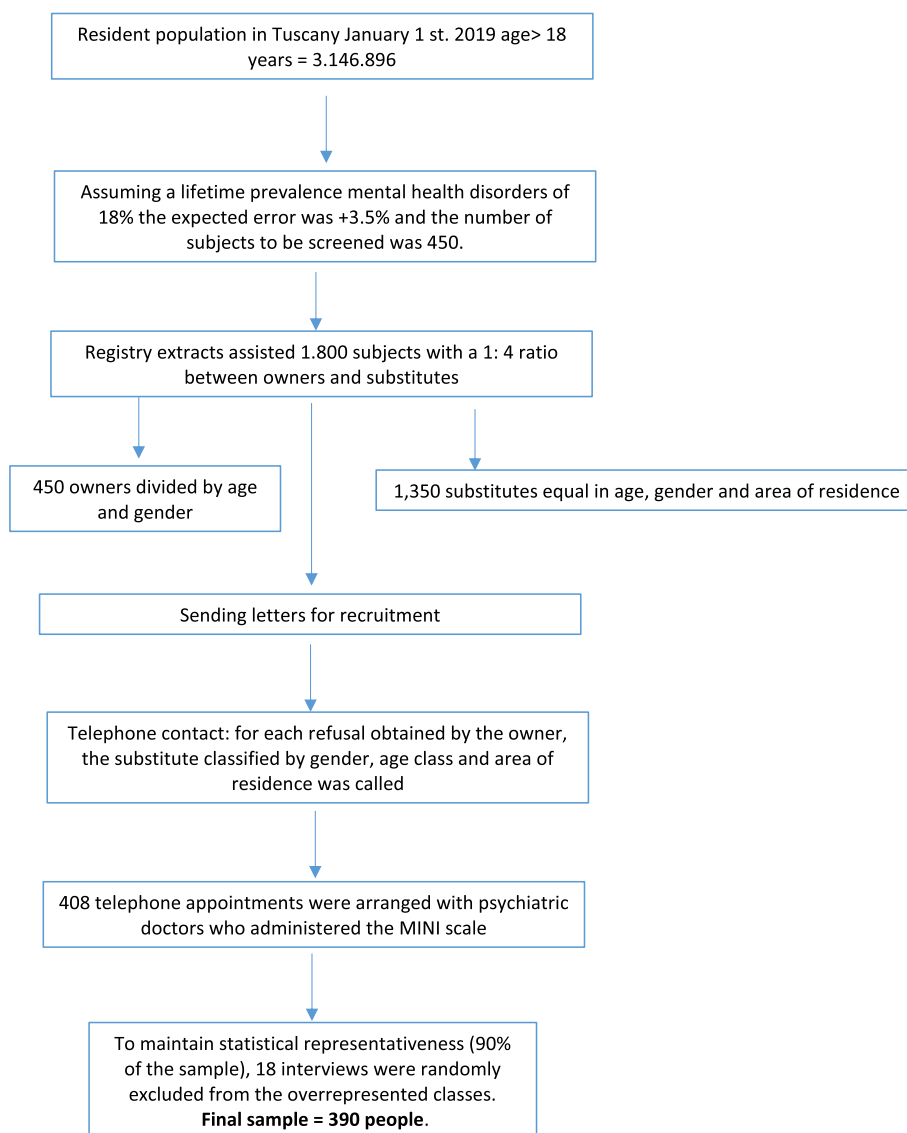 Resident population in Tuscany January 1 st. 2019 age> 18
years = 3.146.896
Assuming a lifetime prevalence mental health disorders of
18% the expected error was +3.5% and the number of
subjects to be screened was 450.
Registry extracts assisted 1.800 subjects with a 1: 4 ratio
between owners and substitutes
450 owners divided by age
and gender
1,350 substitutes equal in age, gender and area of residence
Sending letters for recruitment
Telephone contact: for each refusal obtained by the owner,
the substitute classified by gender, age class and area of
residence was called
408 telephone appointments were arranged with psychiatric
doctors who administered the MINI scale
To maintain statistical representativeness (90%
of the sample), 18 interviews were randomly
excluded from the overrepresented classes.
Final sample = 390 people.